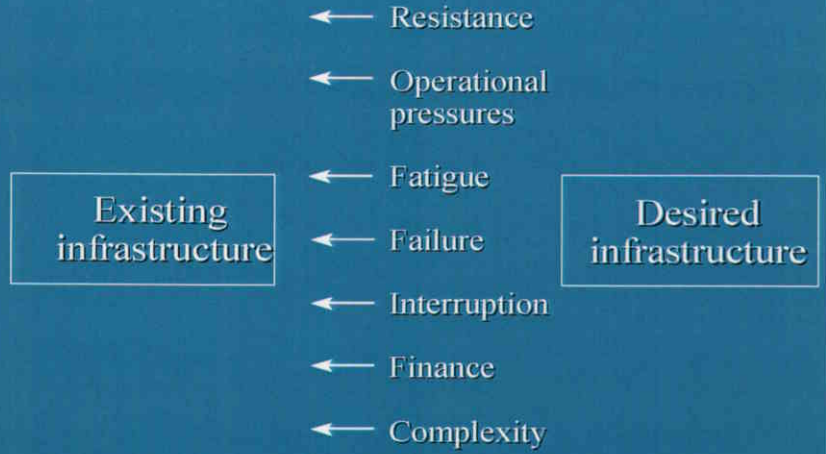 Resistance
Operational
pressures
Existing
infrastructure
Fatigue
Failure
Interruption
Finance
Complexity
Desired
infrastructure